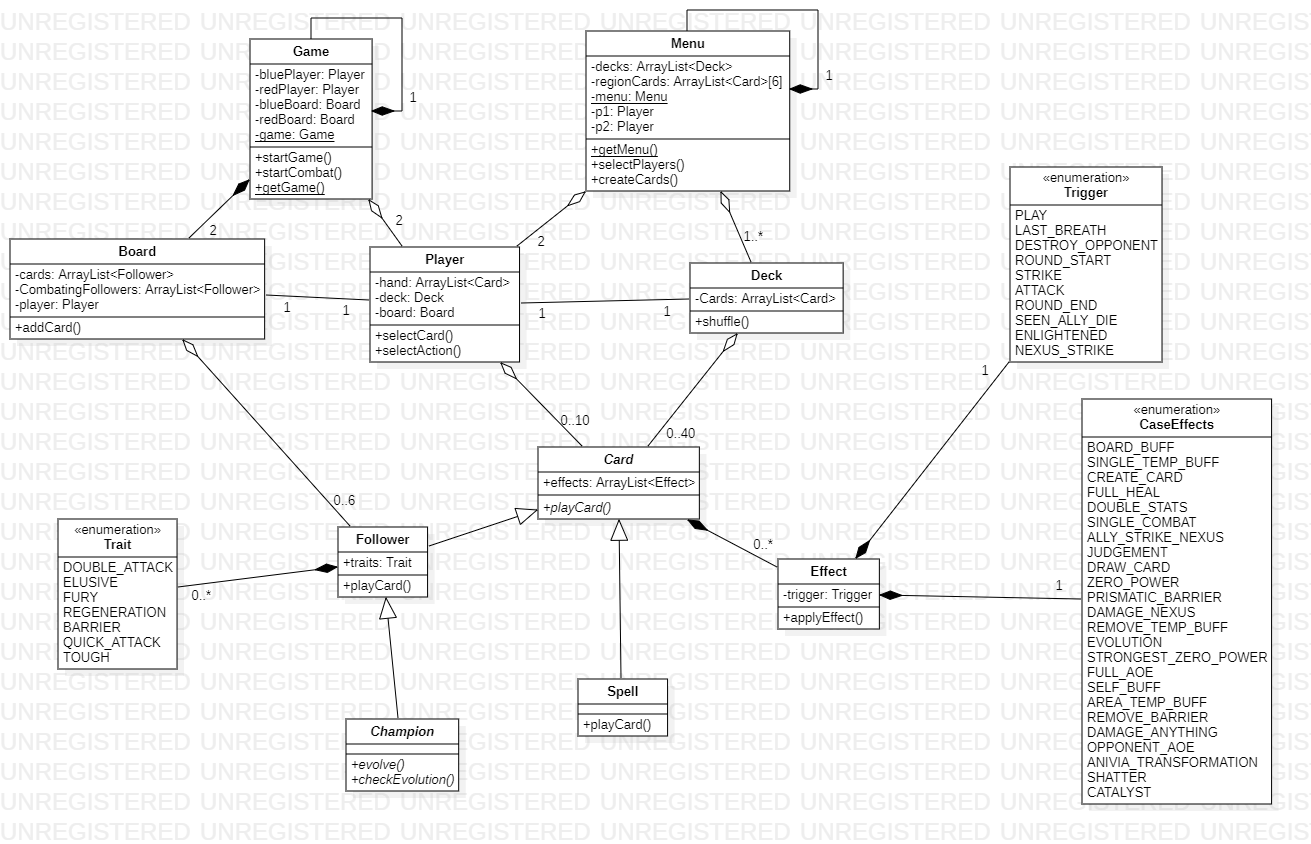 Game
-bluePlayer: Player
-redPlayer: Player
-blueBoard: Board
-redBoard: Board
-game: Game
+startGame()
+startCombat()
+getGame()
1
Menu
-decks: ArrayList<Deck>
-regionCards: ArrayList<Card>[6]
-menu: Menu
-p1: Player
-p2: Player
+getMenu()
+selectPlayers()
+createCards()
1
2
2
2
1..*
Board
-cards: ArrayList<Follower>
-CombatingFollowers: ArrayList<Follower>
-player: Player
+addCard()
1
1
Player
-hand: ArrayList<Card>
-deck: Deck
-board: Board
+selectCard()
+selectAction()
1
1
Deck
-Cards: ArrayList<Card>
+shuffle()
«enumeration»
Trigger
PLAY
LAST_BREATH
DESTROY_OPPONENT
ROUND_START
STRIKE
ATTACK
ROUND_END
SEEN_ALLY_DIE
ENLIGHTENED
NEXUS_STRIKE
1
0..10
0..40
Card
+effects: ArrayList<Effect>
+playCard()
0..6
0..*
«enumeration»
Trait
DOUBLE_ATTACK
ELUSIVE
FURY
REGENERATION
BARRIER
QUICK_ATTACK
TOUGH
0..*
Follower
+traits: Trait
+playCard()
Effect
-trigger: Trigger
+applyEffect()
1
«enumeration»
CaseEffects
BOARD_BUFF
SINGLE_TEMP_BUFF
CREATE_CARD
FULL_HEAL
DOUBLE_STATS
SINGLE_COMBAT
ALLY_STRIKE_NEXUS
JUDGEMENT
DRAW_CARD
ZERO_POWER
PRISMATIC_BARRIER
DAMAGE_NEXUS
REMOVE_TEMP_BUFF
EVOLUTION
STRONGEST_ZERO_POWER
FULL_AOE
SELF_BUFF
AREA_TEMP_BUFF
REMOVE_BARRIER
DAMAGE_ANYTHING
OPPONENT_AOE
ANIVIA_TRANSFORMATION
SHATTER
CATALYST
Spell
+playCard()
Champion
+evolve()
+checkEvolution()